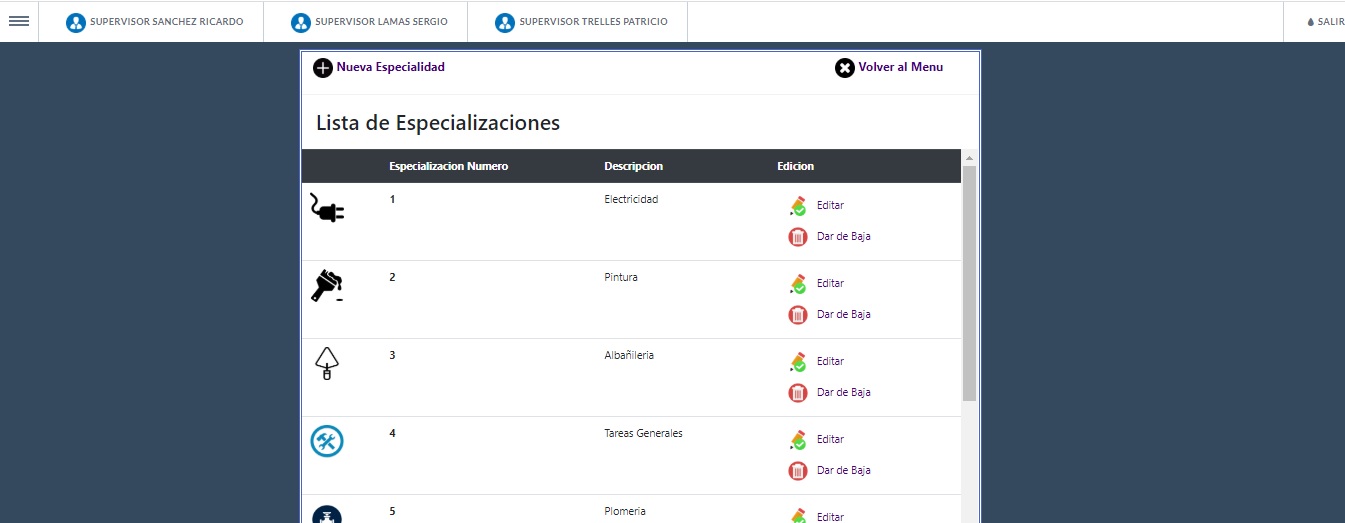 SUPERVISOR SANCHEZ RICARDO SUPERVISOR LAMAS SERGIO SUPERVISOR TRELLES PATRICIO SALIR
Nueva Especialidad Volver al Menu
Lista de Especializaciones
Especializacion Numero Descripcion Edicion
1 Electricidad Editar
Dar de Baja
2 Pintura Editar
Dar de Baja
3 Albañileria Editar
Dar de Baja
4 Tareas Generales Editar
Dar de Baja
5 Plomeria Editar